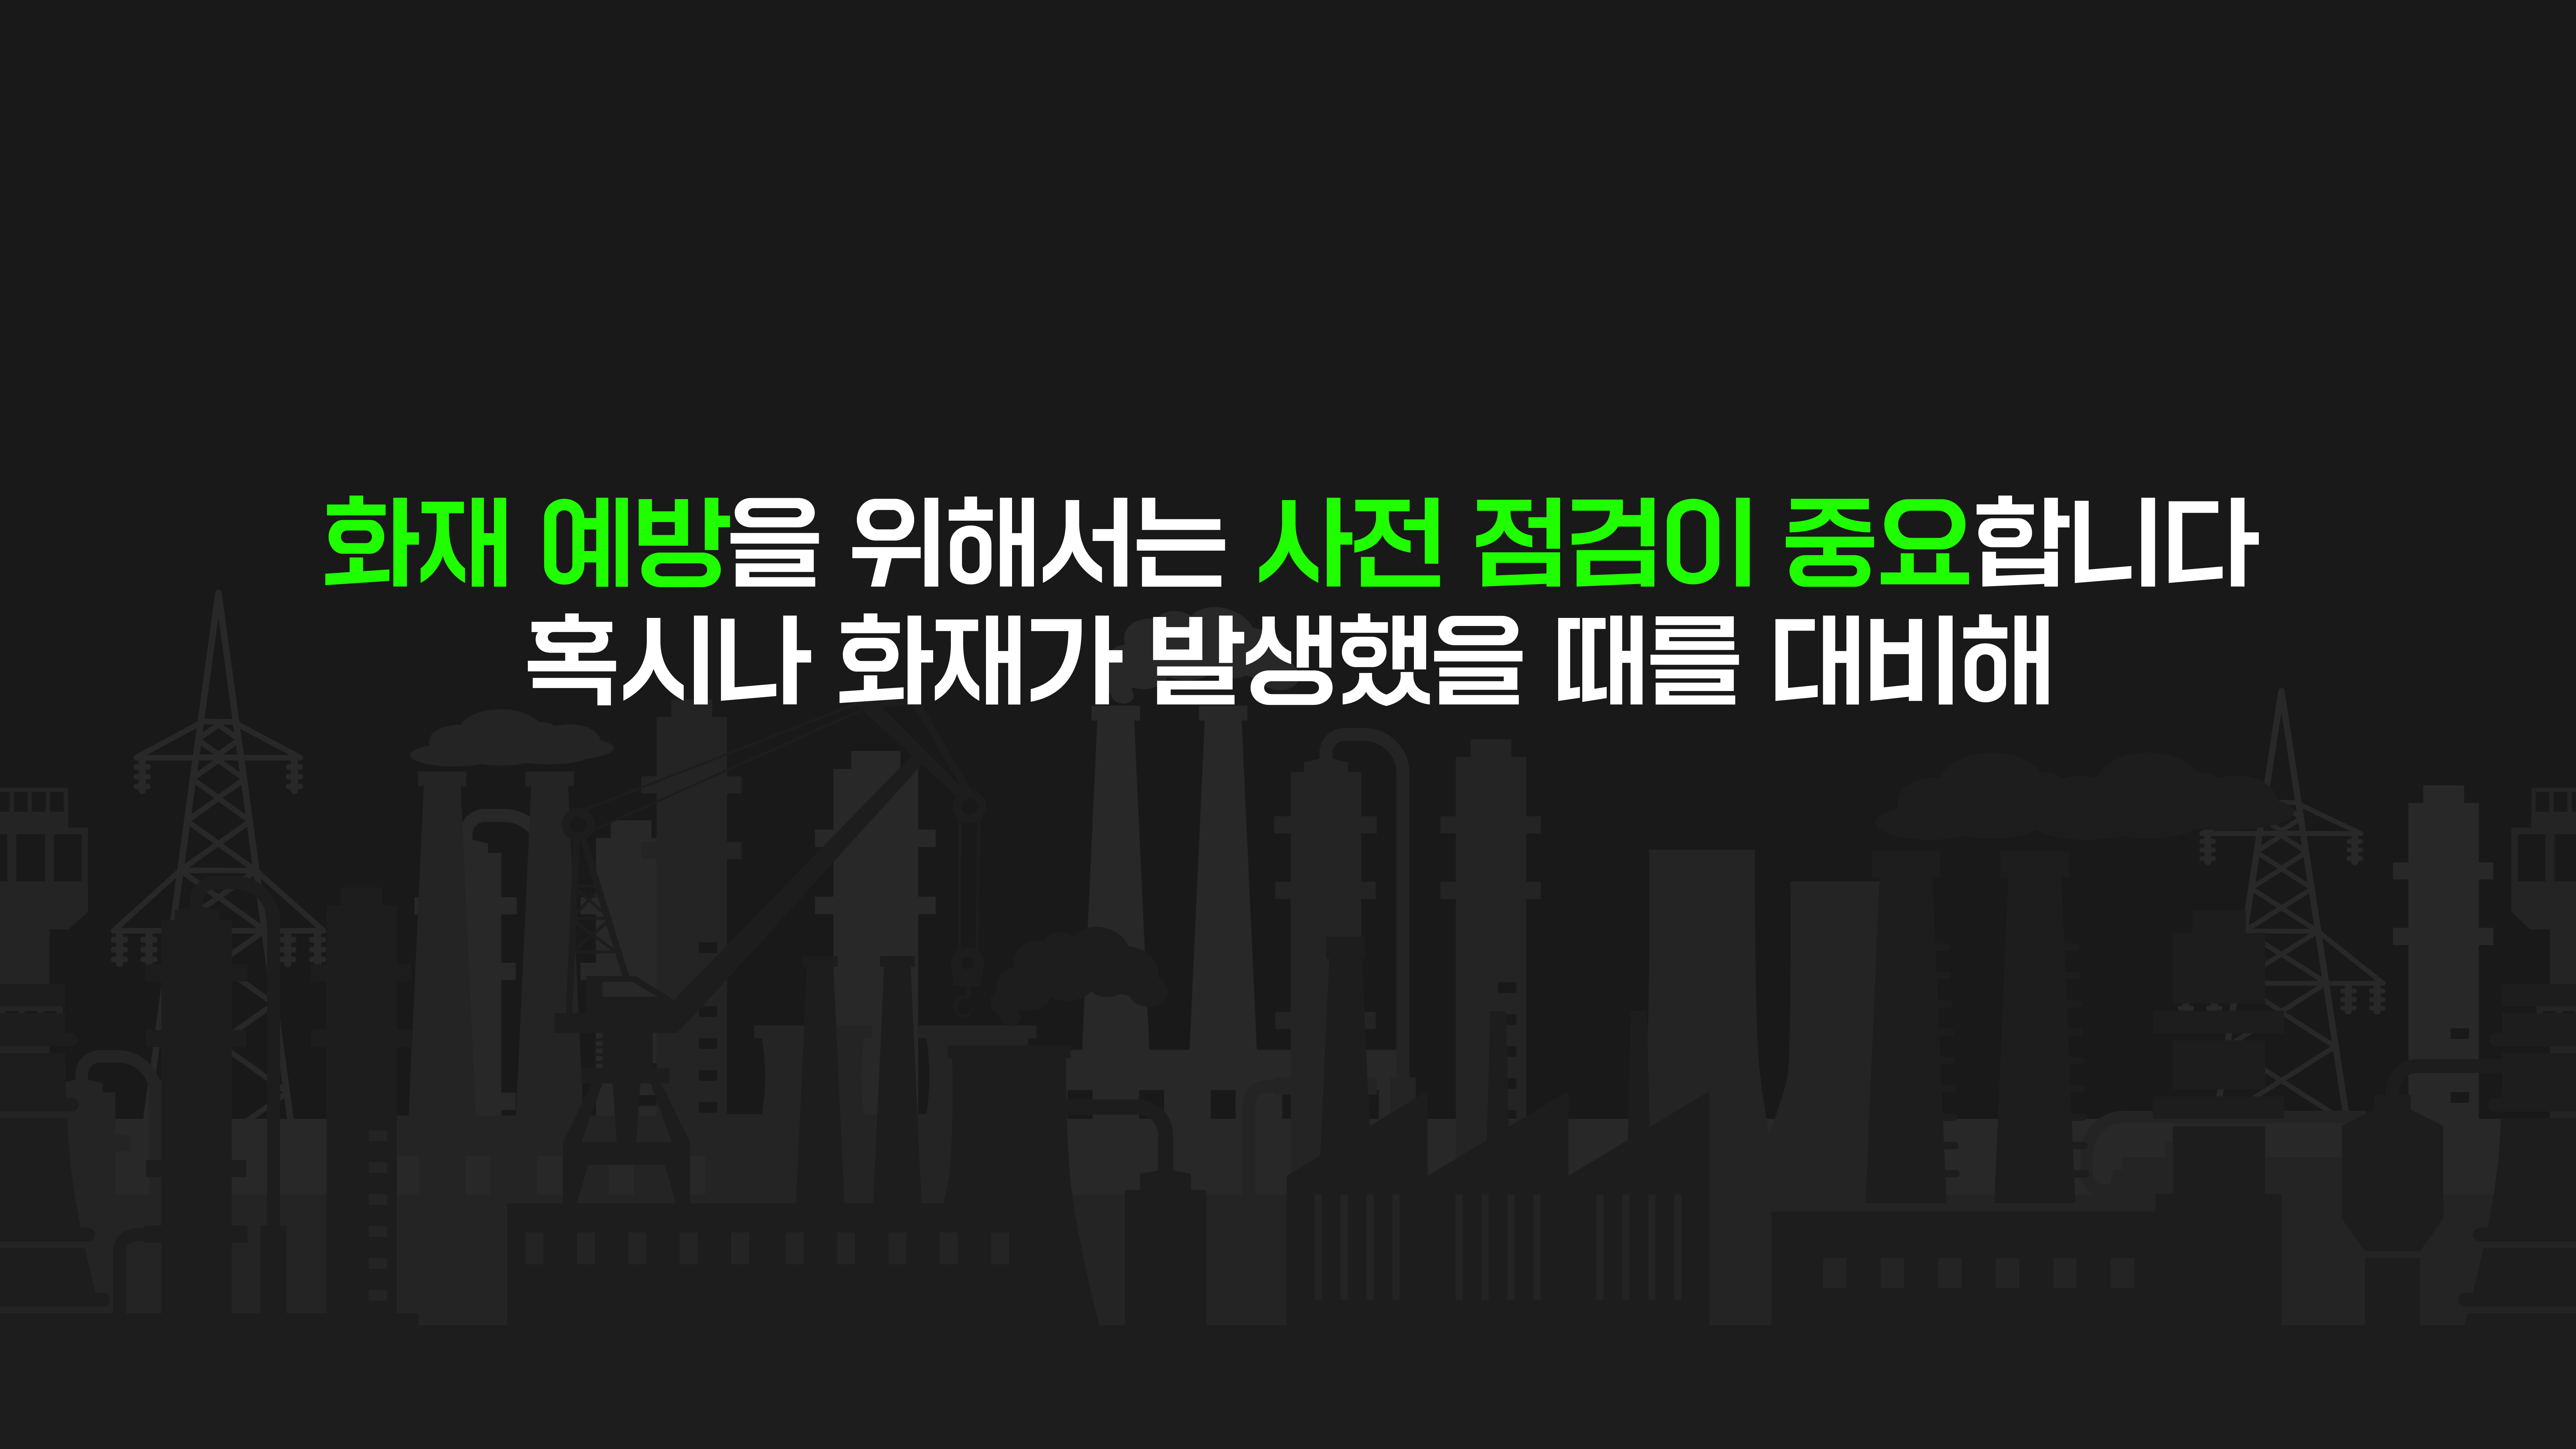 화재 예방을 위해서는 사전 점검이 중요합니다
혹시나 화재가 발생했을 때를 대비해